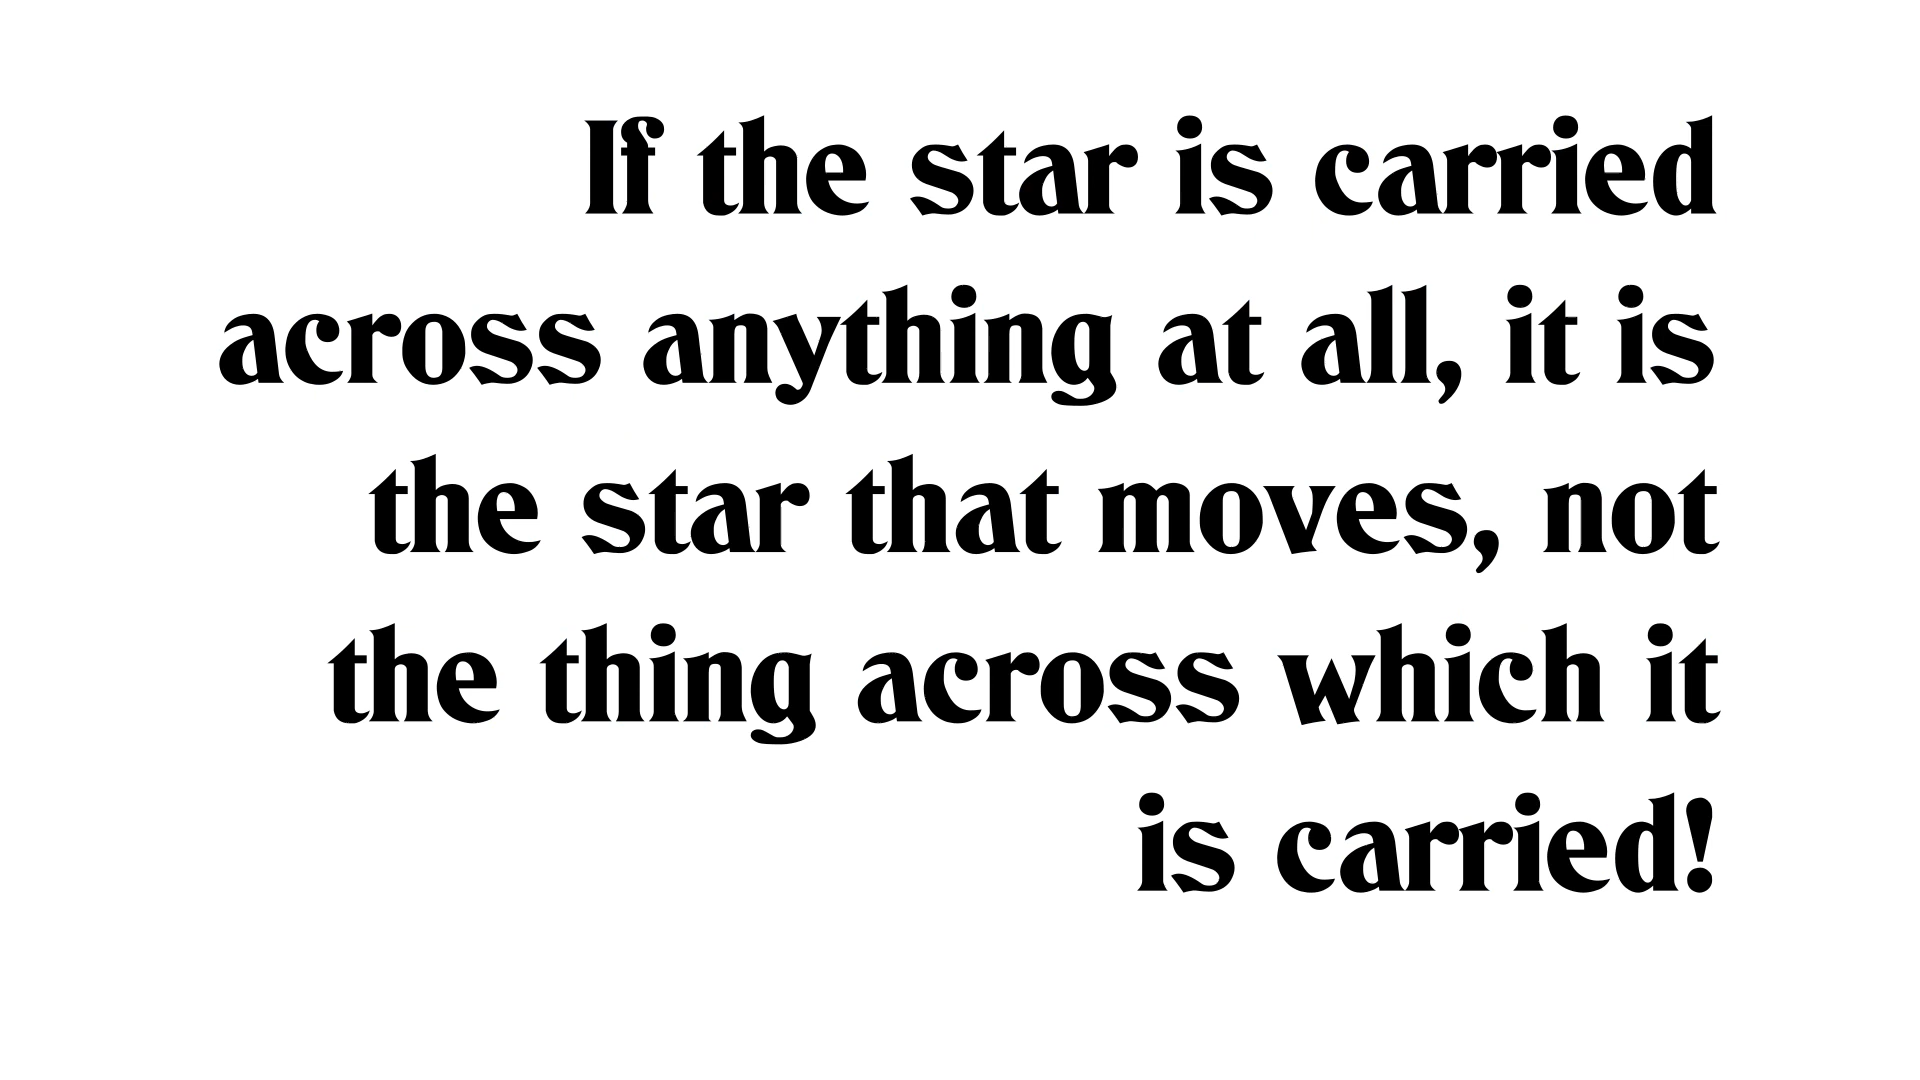 If the star is carried
across anything at all, it is
the star that moves, not
the thing across which it
is carried!